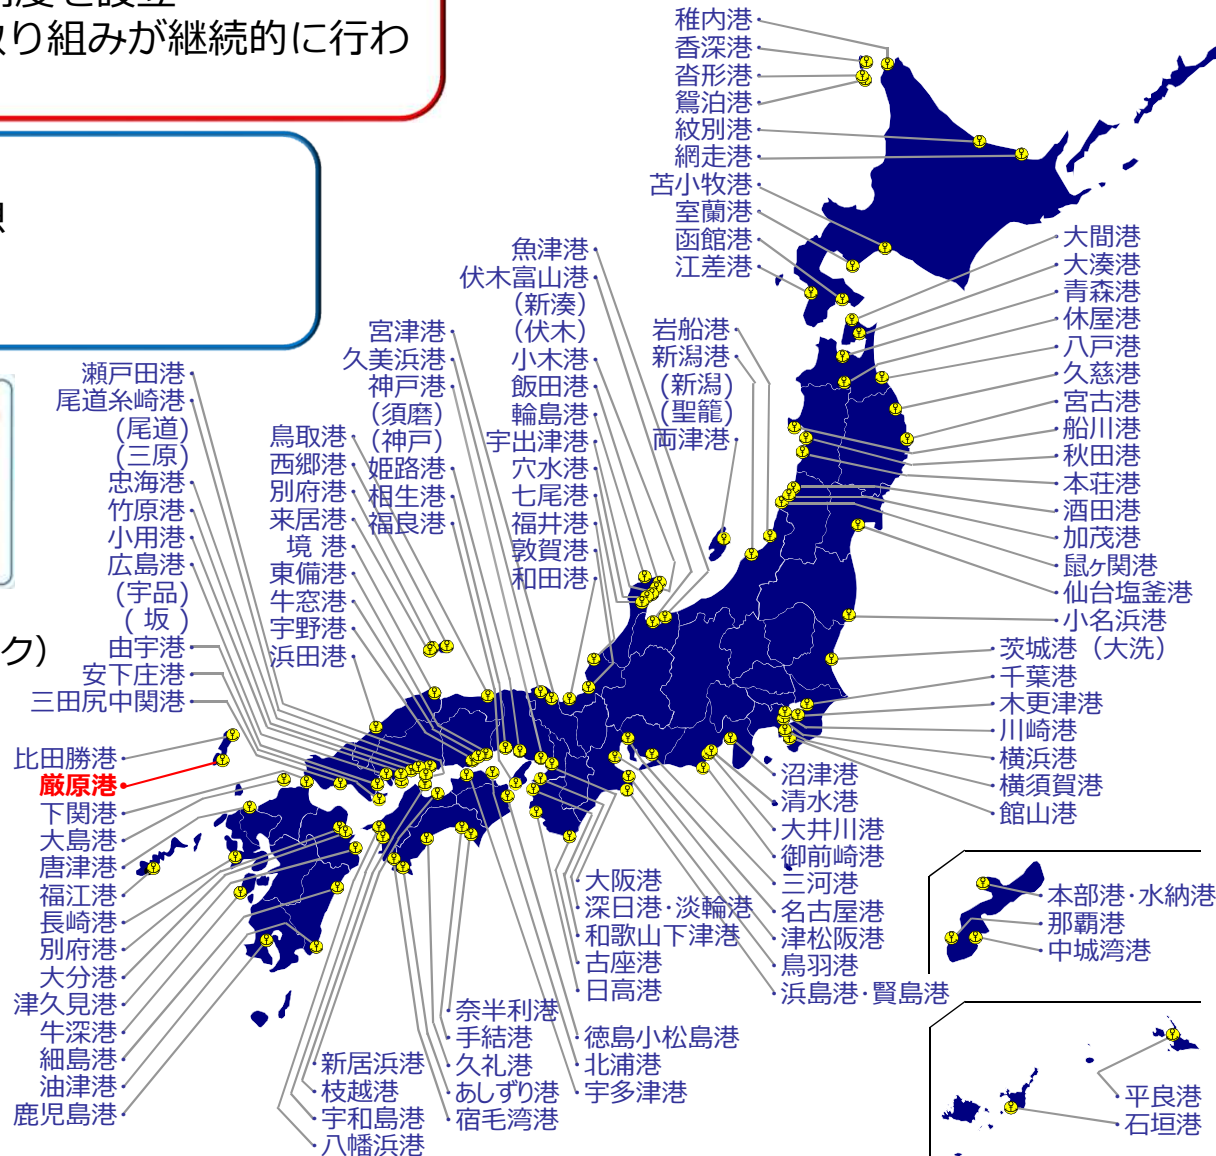 取り組みが継続的に行わ
ク）
稚内港
香深港
沓形港
鴛泊港
紋別港
網走港
苫小牧港
室蘭港
函館港
江差港
大間港
大湊港
青森港
休屋港
八戸港
久慈港
宮古港
船川港
秋田港
本荘港
酒田港
加茂港
鼠ヶ関港
仙台塩釜港
小名浜港
茨城港（大洗）
千葉港
木更津港
川崎港
横浜港
横須賀港
館山港
魚津港
伏木富山港
（新湊）
（伏木）
小木港
飯田港
輪島港
宇出津港
穴水港
七尾港
福井港
敦賀港
和田港
岩船港
新潟港
（新潟）
（聖籠）
両津港
宮津港
久美浜港
神戸港
（須磨）
（神戸）
姫路港
相生港
福良港
鳥取港
西郷港
別府港
来居港
境 港
東備港
牛窓港
宇野港
浜田港
瀬戸田港
尾道糸崎港
（尾道）
（三原）
忠海港
竹原港
小用港
広島港
（宇品）
（ 坂 ）
由宇港
安下庄港
三田尻中関港
比田勝港
厳原港
下関港
大島港
唐津港
福江港
長崎港
別府港
大分港
津久見港
牛深港
細島港
油津港
鹿児島港
新居浜港
枝越港
宇和島港
八幡浜港
奈半利港
手結港
久礼港
あしずり港
宿毛湾港
徳島小松島港
北浦港
宇多津港
大阪港
深日港・淡輪港
和歌山下津港
古座港
日高港
沼津港
清水港
大井川港
御前崎港
三河港
名古屋港
津松阪港
鳥羽港
浜島港・賢島港
本部港・水納港
那覇港
中城湾港
平良港
石垣港